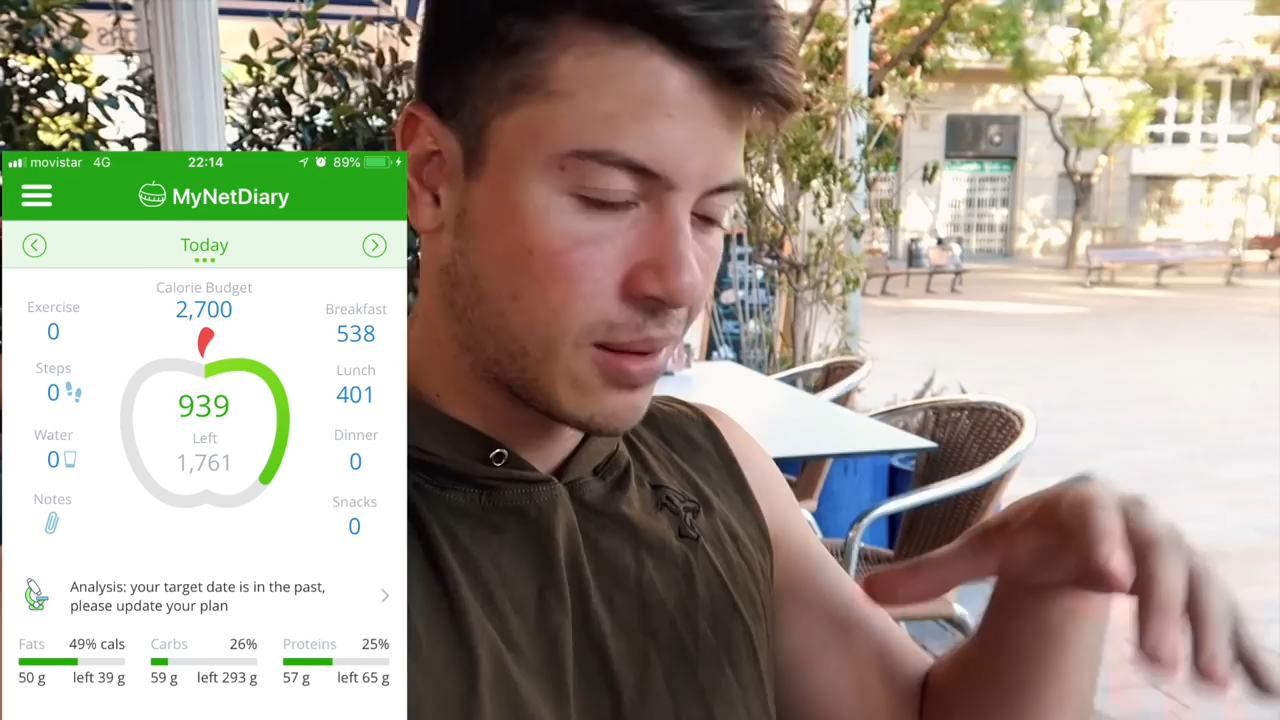 movistar 4G 22:14 89%
MyNetDiary
Today
Calorie Budget
2,700
Exercise
0
Steps
0
Water
0
Notes
939
Left
1,761
Breakfast
538
Lunch
401
Dinner
0
Snacks
0
Analysis: your target date is in the past,
please update your plan
Fats 49% cals
50 g left 39 g
Carbs 26%
59 g left 293 g
Proteins 25%
57 g left 65 g